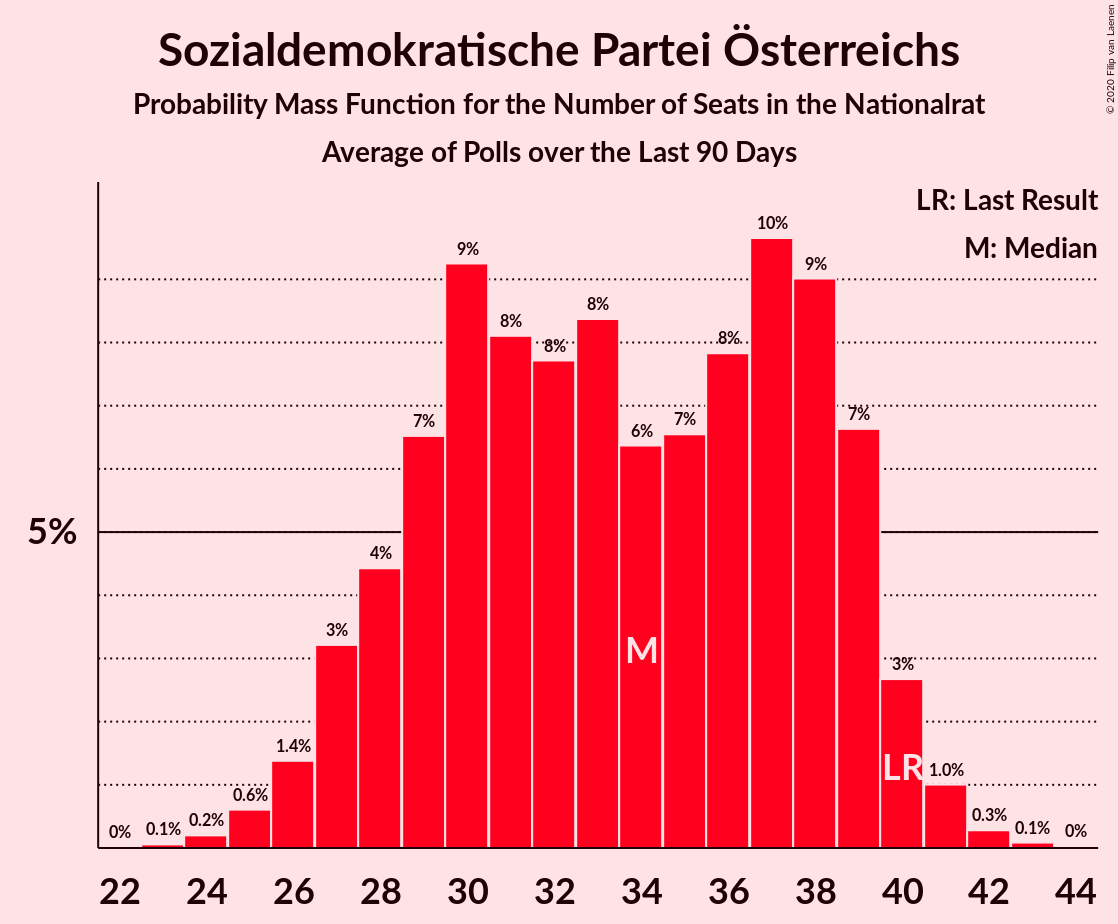 Sozialdemokratische Partei Österreichs
Probability Mass Function for the Number of Seats in the Nationalrat
Average of Polls over the Last 90 Days
© 2020 Filip van Laenen
LR: Last Result
M: Median
5%
0%
0.1%
0.2%
0.6%
1.4%
3%
4%
7%
9%
8%
8%
8%
6%
7%
8%
10%
9%
7%
3%
1.0%
0.3%
0.1%
0%
M
LR
22 24 26 28 30 32 34 36 38 40 42 44